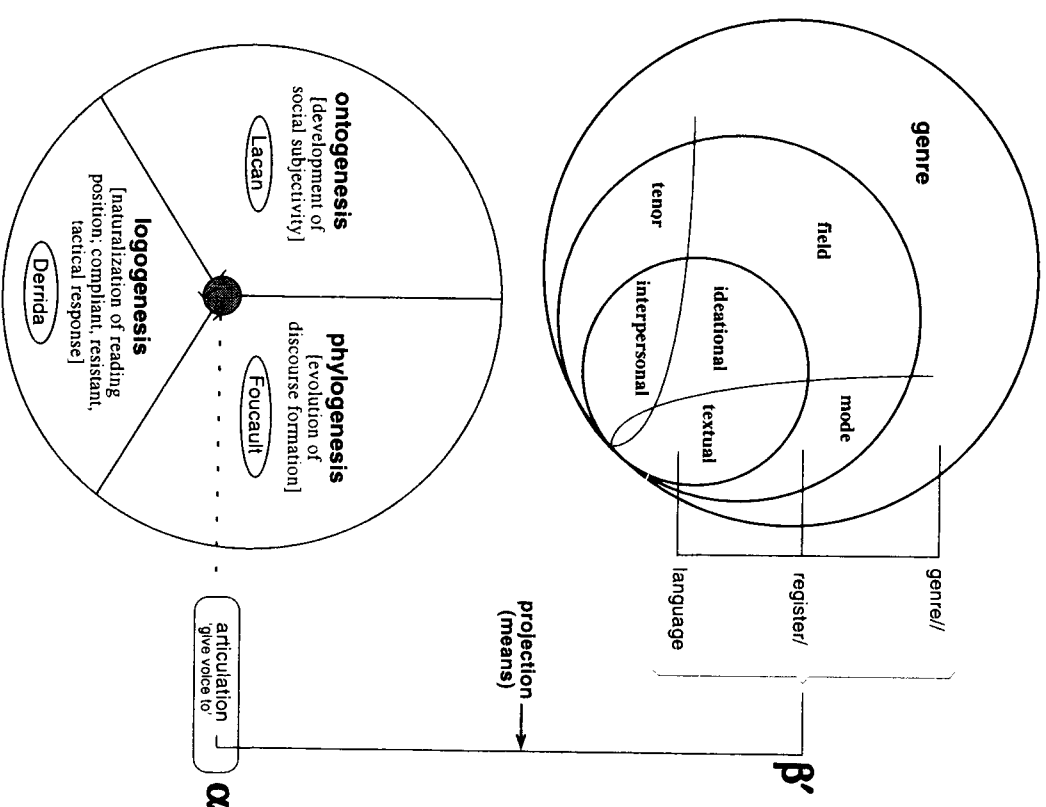 genre
field
tenor
ideational
interpersonal
textual
mode
genre//
register/
language
β′
projection
(means)
ontogenesis
[development of
social subjectivity]
Lacan
phylogenesis
[evolution of
discourse formation]
Foucault
logogenesis
[naturalization of reading
position; compliant, resistant,
tactical response]
Derrida
articulation
'give voice to'
α